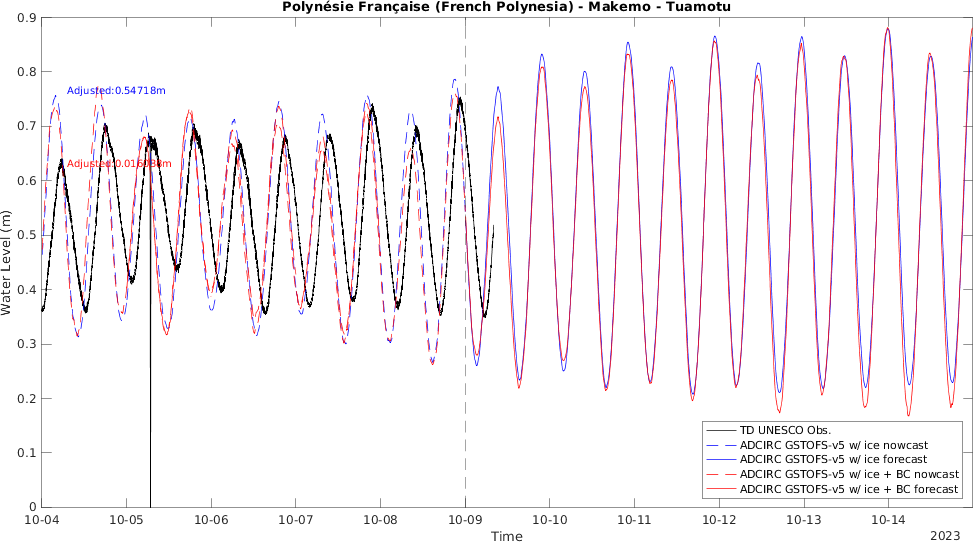 Polynésie Française (French Polynesia) - Makemo - Tuamotu
0.9
0.8
0.7
0.6
0.5
0.4
0.3
0.2
0.1
0
Water Level (m)
Adjusted:0.54718m
TD UNESCO Obs.
ADCIRC GSTOFS-v5 w/ ice nowcast
ADCIRC GSTOFS-v5 w/ ice forecast
ADCIRC GSTOFS-v5 w/ ice + BC nowcast
ADCIRC GSTOFS-v5 w/ ice + BC forecast
10-04
10-05
10-06
10-07
10-08
10-09
10-10
10-11
10-12
10-13
10-14
Time
2023